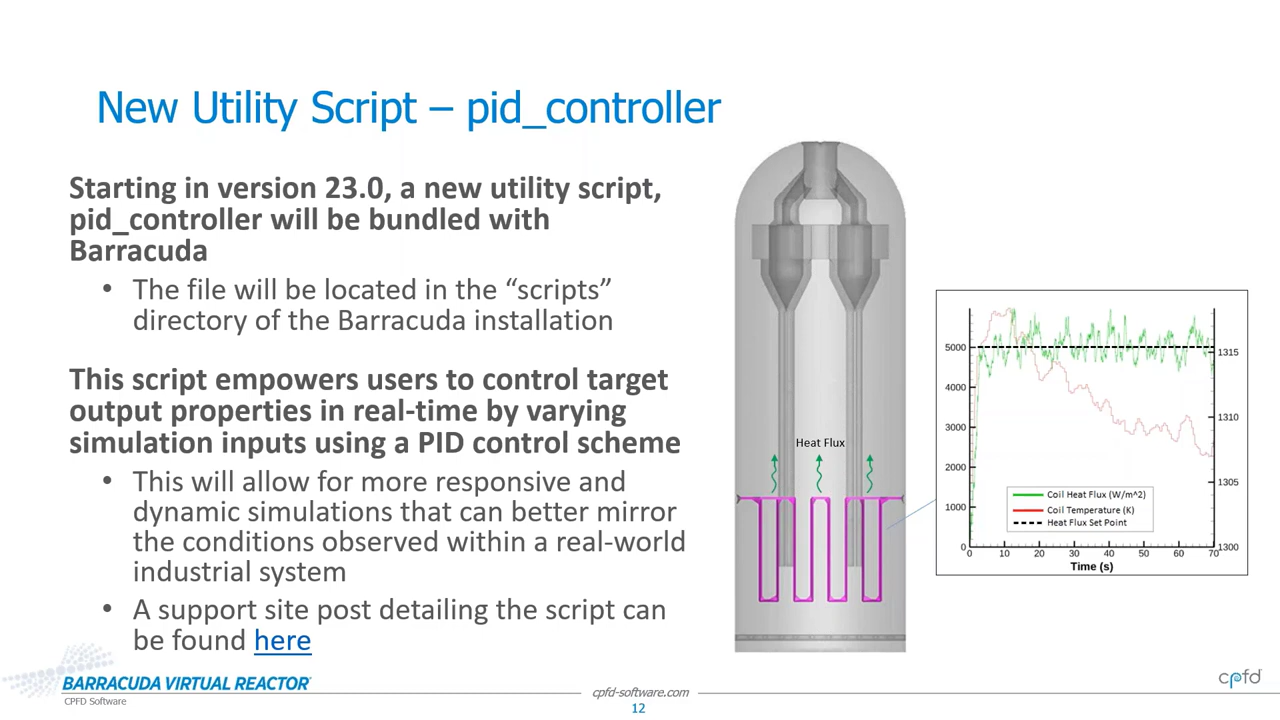 New Utility Script – pid_controller
Starting in version 23.0, a new utility script,
pid_controller will be bundled with
Barracuda
• The file will be located in the “scripts”
directory of the Barracuda installation
This script empowers users to control target
output properties in real-time by varying
simulation inputs using a PID control scheme
• This will allow for more responsive and
dynamic simulations that can better mirror
the conditions observed within a real-world
industrial system
• A support site post detailing the script can
be found here
Heat Flux
5000
4000
3000
2000
1000
0
1315
1310
1305
1300
Coil Heat Flux (W/m^2)
Coil Temperature (K)
Heat Flux Set Point
0 10 20 30 40 50 60 70
Time (s)
BARRACUDA VIRTUAL REACTOR
CPFD Software
cpfd-software.com
12
cpfd